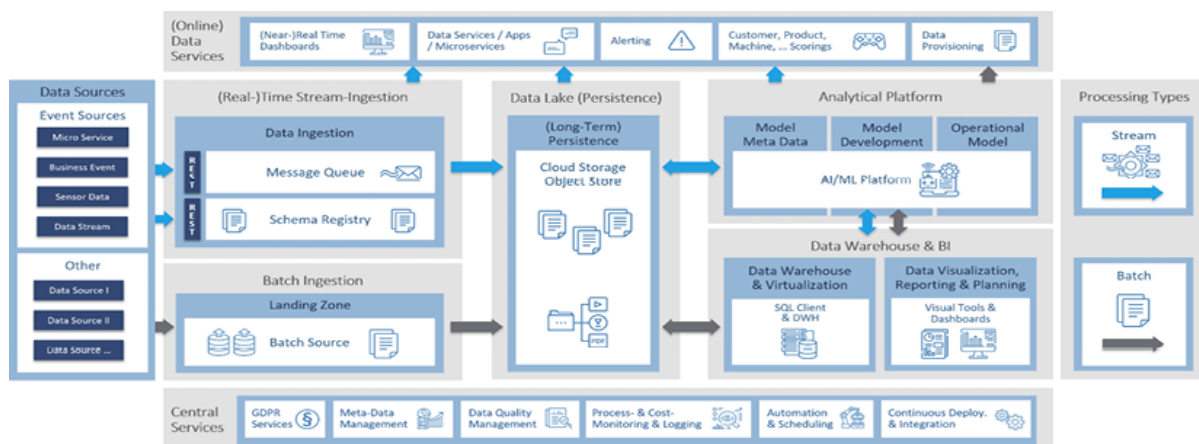 (Online)
Data
Services
(Near-)Real Time
Dashboards
Data Services / Apps
/ Microservices
Alerting
Customer, Product,
Machine, ... Scorings
Data
Provisioning
Data Sources
Event Sources
Micro Service
Business Event
Sensor Data
Data Stream
Other
Data Source I
Data Source II
Data Source ...
(Real-)Time Stream-Ingestion
Data Ingestion
REST
Message Queue
REST
Schema Registry
Batch Ingestion
Landing Zone
Batch Source
Data Lake (Persistence)
(Long-Term)
Persistence
Cloud Storage
Object Store
PDF
Analytical Platform
Model
Meta Data
Model
Development
Operational
Model
AI/ML Platform
Data Warehouse & BI
Data Warehouse
& Virtualization
SQL Client
& DWH
Data Visualization,
Reporting & Planning
Visual Tools &
Dashboards
Processing Types
Stream
Batch
Central
Services
GDPR
Services
§
Meta-Data
Management
Data Quality
Management
Process- & Cost-
Monitoring & Logging
Automation
& Scheduling
Continuous Deploy.
& Integration